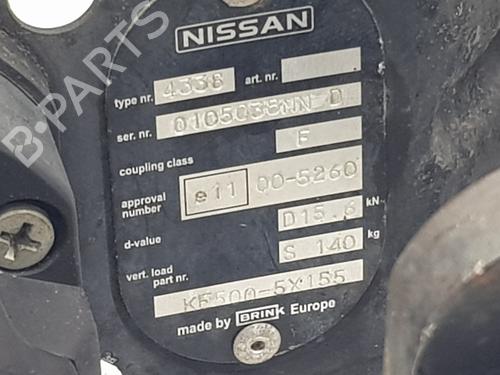 NISSAN
type nr. 4338 art. nr.
ser. nr. 0105038MN D
coupling class F
approval number e11 00-5260
d-value D15.6 kN
vert. load S 140 kg
part nr. KE500-5X155
made by BRINK Europe
B-PARTS